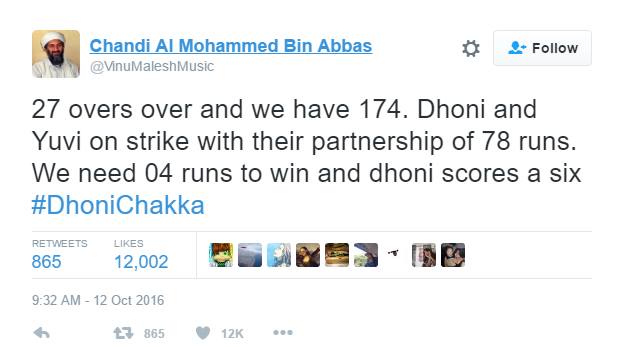 Chandi Al Mohammed Bin Abbas
@VinuMaleshMusic
Follow
27 overs over and we have 174. Dhoni and
Yuvi on strike with their partnership of 78 runs.
We need 04 runs to win and dhoni scores a six
#DhoniChakka
RETWEETS LIKES
865 12,002
9:32 AM - 12 Oct 2016
865 12K